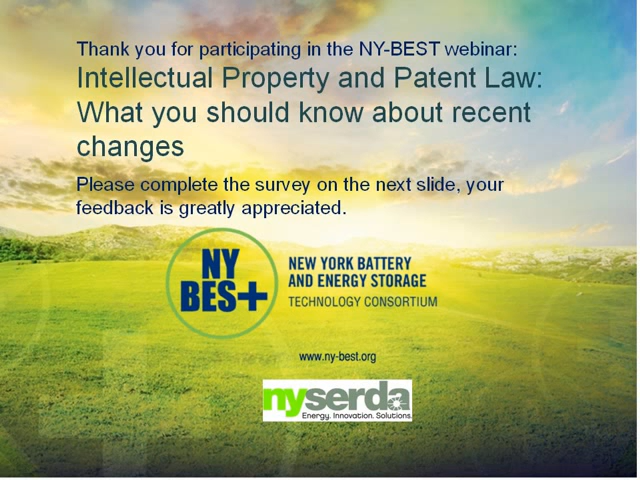 Thank you for participating in the NY-BEST webinar:
Intellectual Property and Patent Law:
What you should know about recent
changes
Please complete the survey on the next slide, your
feedback is greatly appreciated.
NY
BES+
NEW YORK BATTERY
AND ENERGY STORAGE
TECHNOLOGY CONSORTIUM
www.ny-best.org
nyserda
Energy. Innovation. Solutions.